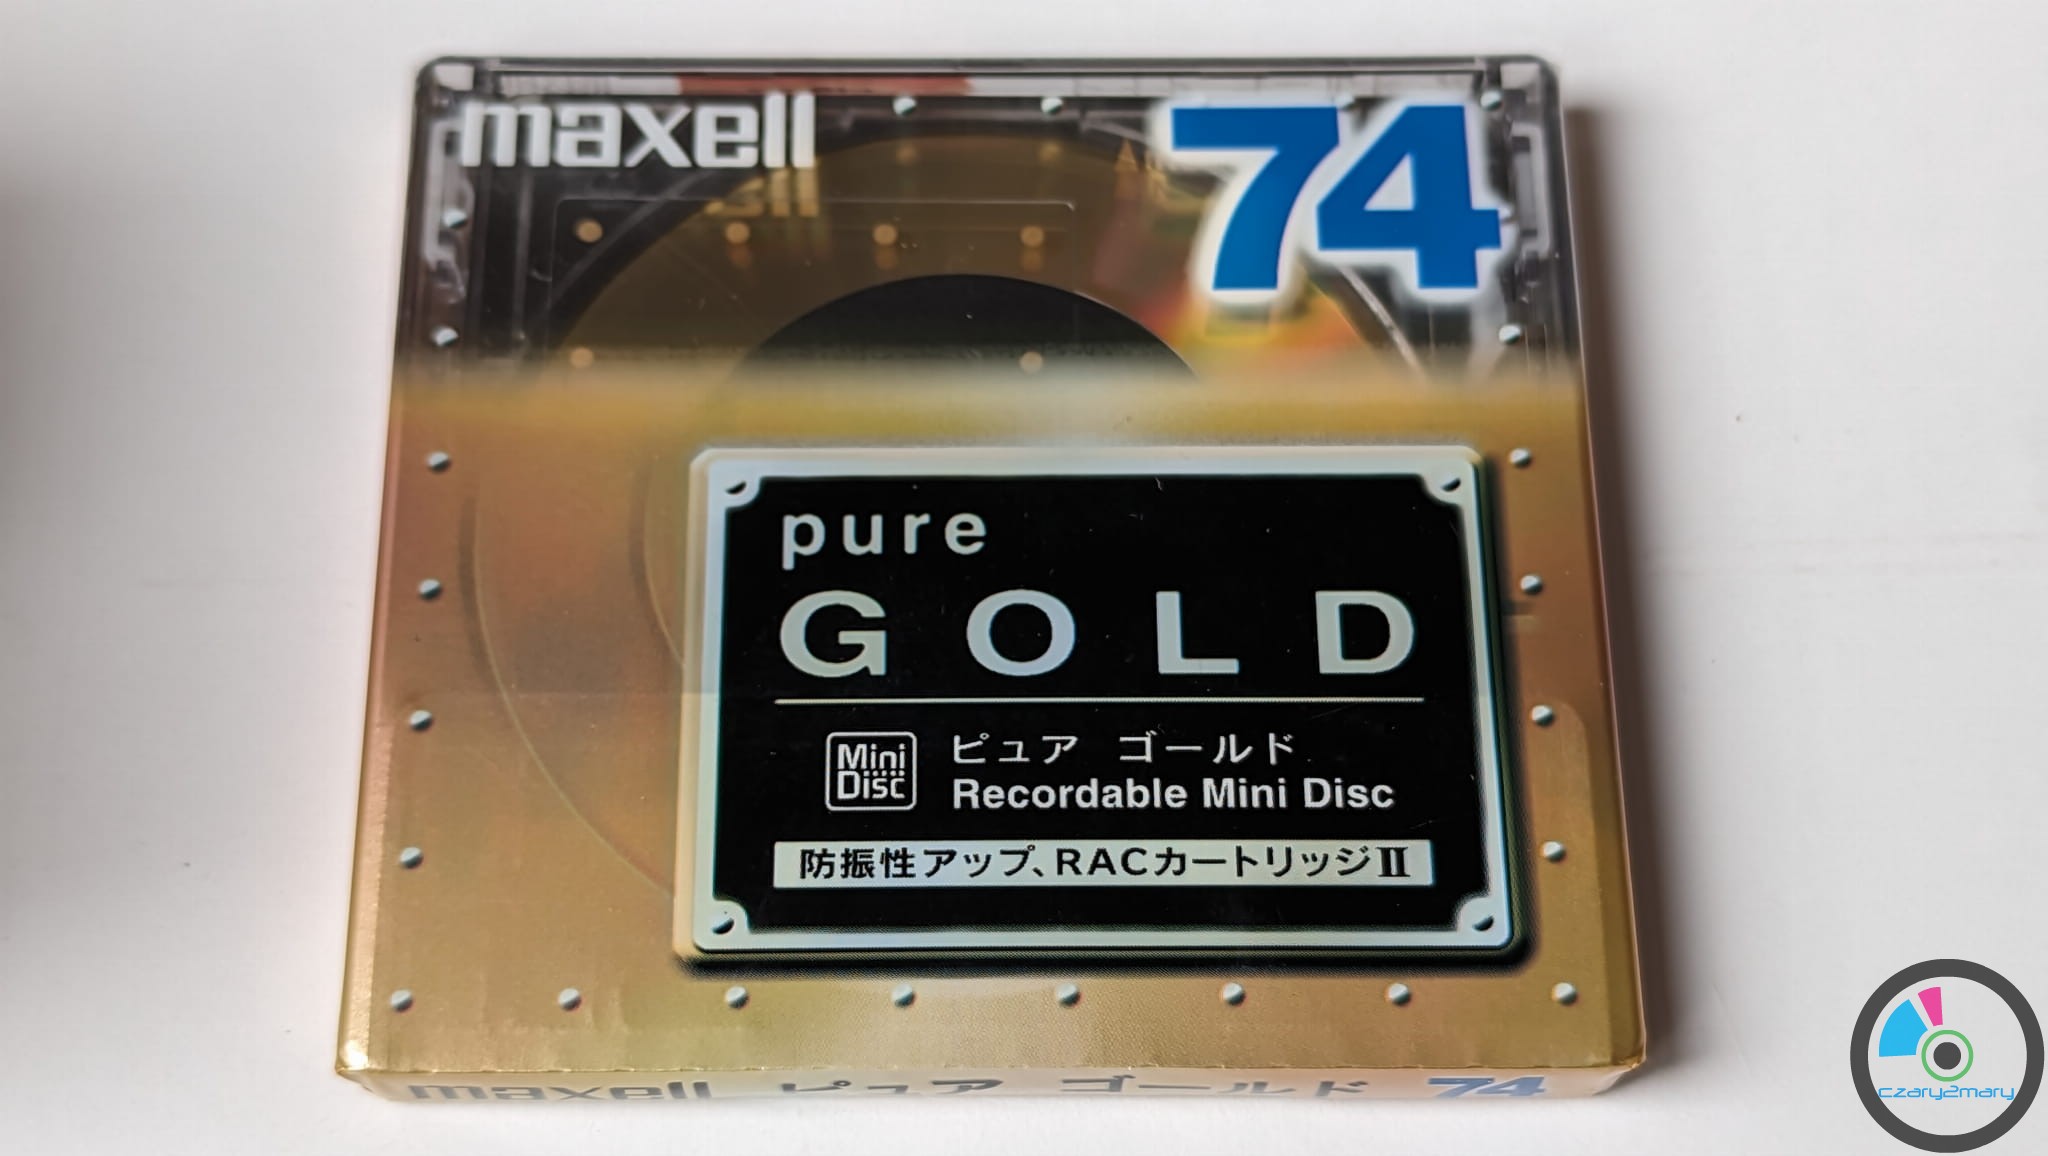 maxell
74
pure
GOLD
Mini
Disc
ピュア ゴールド
Recordable Mini Disc
防振性アップ、RACカートリッジⅡ
maxell ピュア ゴールド 74
czary2mary